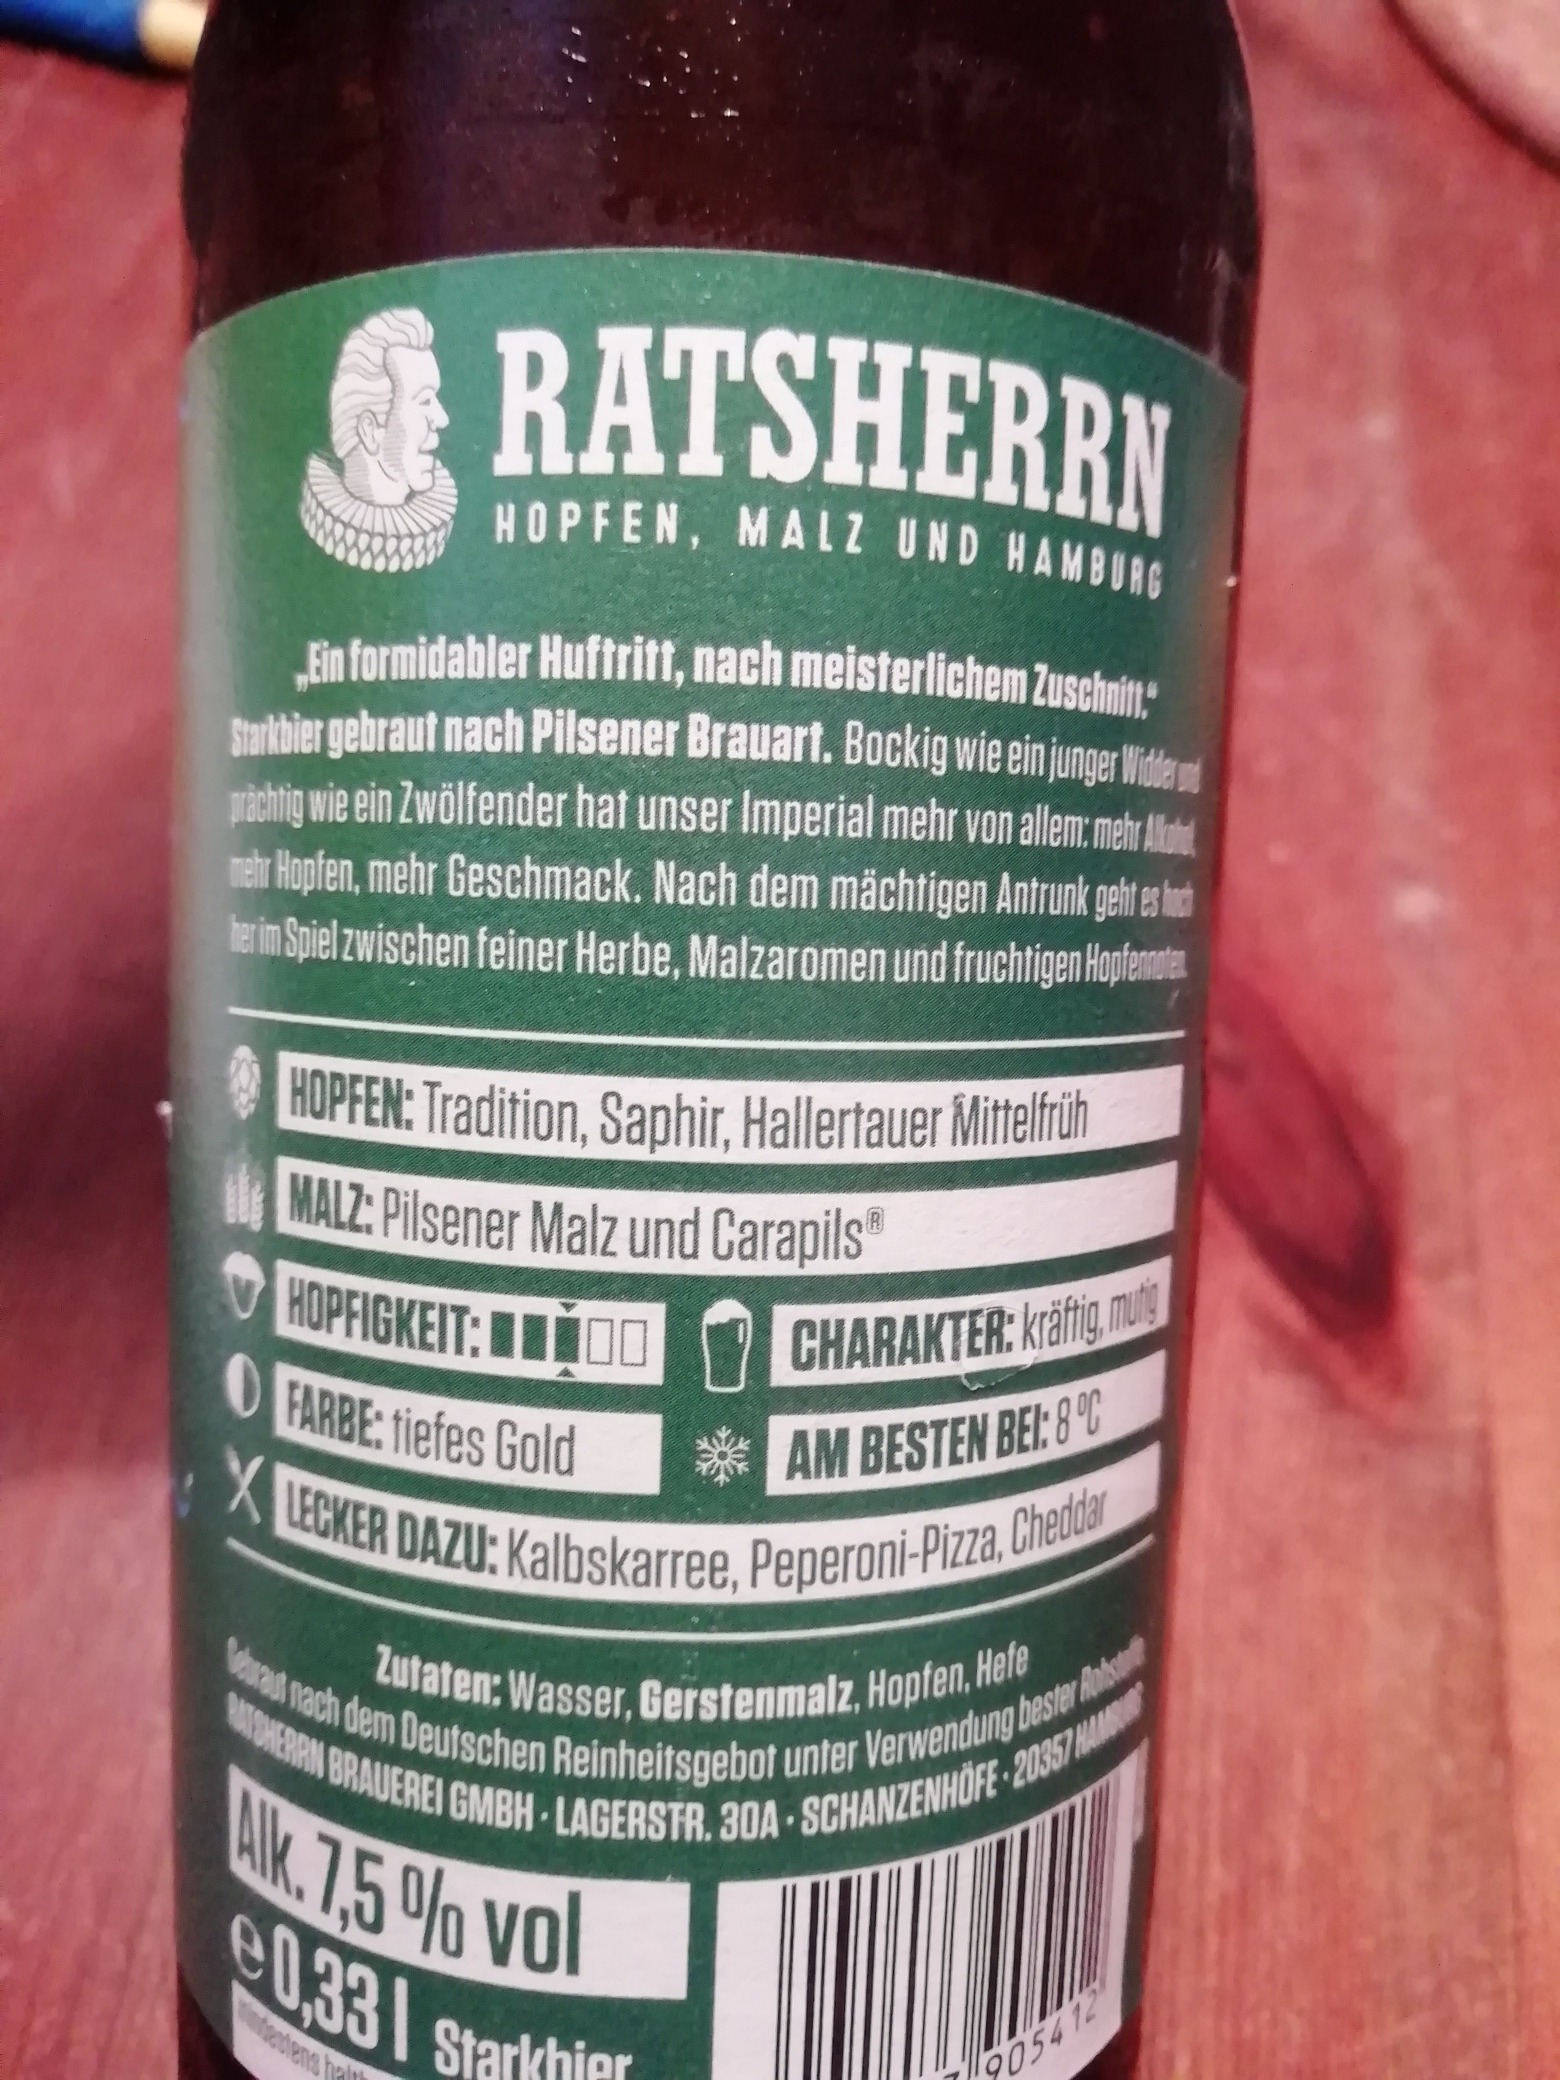 RATSHERRN
HOPFEN, MALZ UND HAMBURG
„Ein formidabler Huftritt, nach meisterlichem Zuschnitt.“
Starkbier gebraut nach Pilsener Brauart. Bockig wie ein junger Widder und
prächtig wie ein Zwölfender hat unser Imperial mehr von allem: mehr Alkohol,
mehr Hopfen, mehr Geschmack. Nach dem mächtigen Antrunk geht es hoch
her im Spiel zwischen feiner Herbe, Malzaromen und fruchtigen Hopfennoten.
HOPFEN: Tradition, Saphir, Hallertauer Mittelfrüh
MALZ: Pilsener Malz und Carapils®
HOPFIGKEIT:
CHARAKTER: kräftig, mutig
FARBE: tiefes Gold
AM BESTEN BEI: 8 °C
LECKER DAZU: Kalbskarree, Peperoni-Pizza, Cheddar
Zutaten: Wasser, Gerstenmalz, Hopfen, Hefe
Gebraut nach dem Deutschen Reinheitsgebot unter Verwendung bester Rohstoffe
RATSHERRN BRAUEREI GMBH · LAGERSTR. 30A · SCHANZENHÖFE · 20357 HAMBURG
Alk. 7,5 % vol
e 0,33 l Starkbier
mindestens
905412